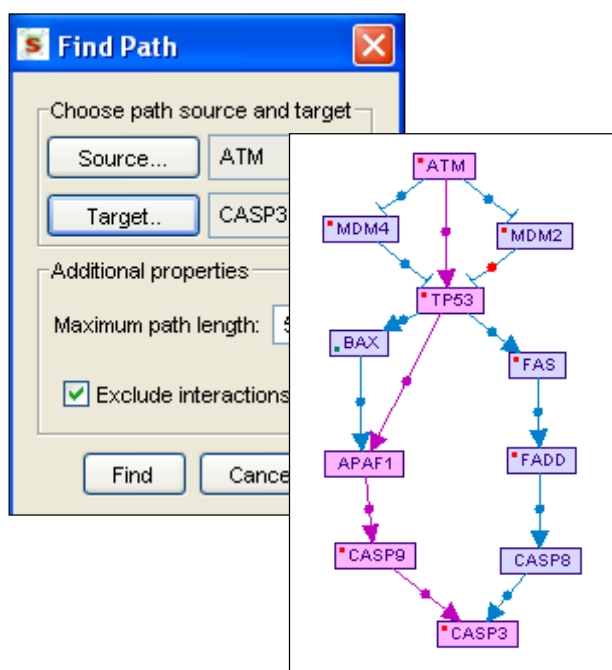 S Find Path
Choose path source and target
Source... ATM
Target.. CASP3
Additional properties
Maximum path length: 5
Exclude interactions
Find
ATM
MDM4
MDM2
TP53
BAX
FAS
APAF1
FADD
CASP9
CASP8
CASP3